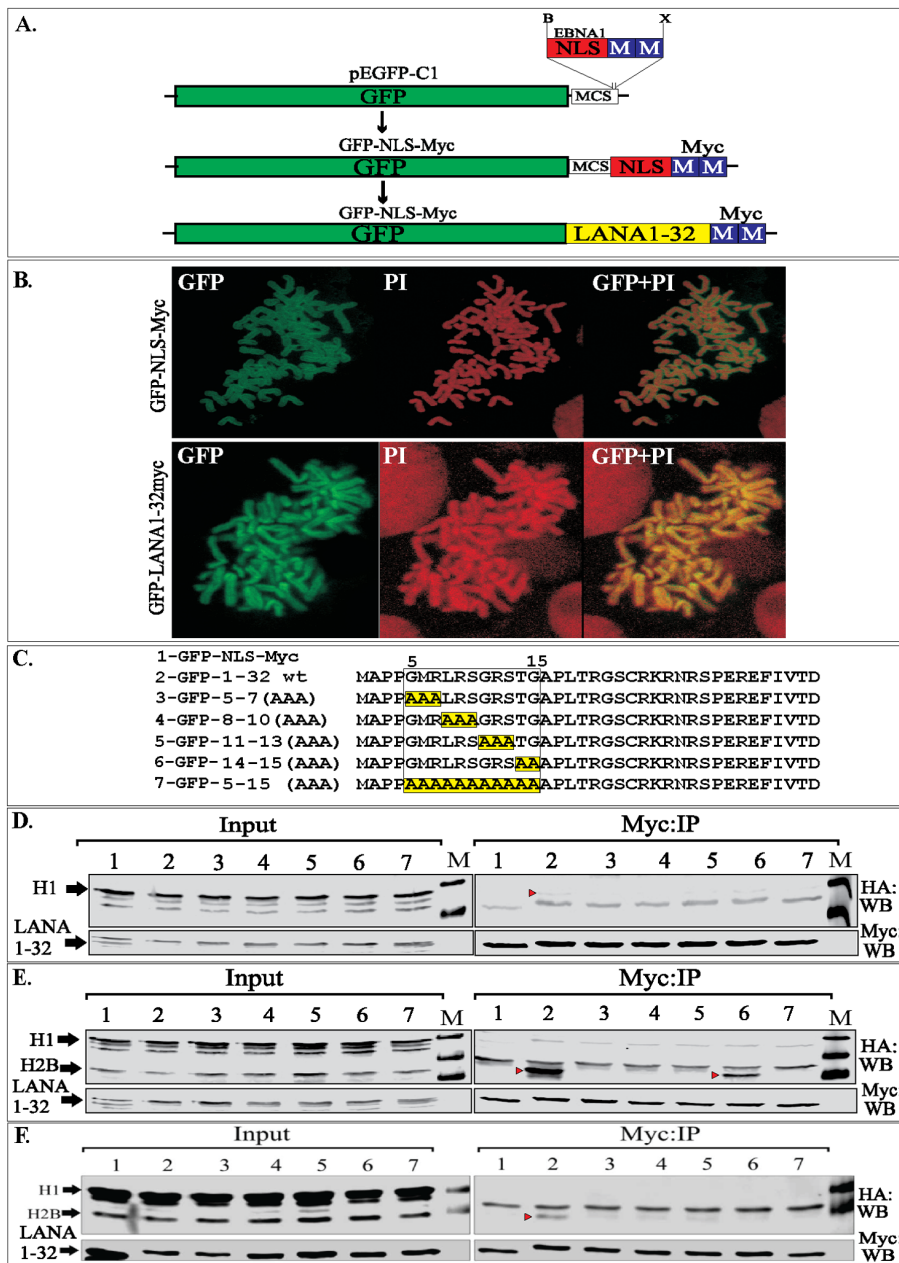 A.
B X
EBNA1
NLS M M
pEGFP-C1
GFP MCS
GFP-NLS-Myc Myc
GFP MCS NLS M M
GFP-NLS-Myc Myc
GFP LANA1-32 M M
B.
GFP-NLS-Myc
GFP PI GFP+PI
GFP-LANA1-32myc
GFP PI GFP+PI
C.
5 15
1-GFP-NLS-Myc
2-GFP-1-32 wt MAPPGMRLRSGRSTGAPLTRGSCRKRNRSPEREFIVTD
3-GFP-5-7(AAA) MAPPAAALRSGRSTGAPLTRGSCRKRNRSPEREFIVTD
4-GFP-8-10(AAA) MAPPGMRAAAGRSTGAPLTRGSCRKRNRSPEREFIVTD
5-GFP-11-13(AAA) MAPPGMRLRSAAATGAPLTRGSCRKRNRSPEREFIVTD
6-GFP-14-15(AAA) MAPPGMRLRSGRSAAAPLTRGSCRKRNRSPEREFIVTD
7-GFP-5-15 (AAA) MAPPAAAAAAAAAAAAPLTRGSCRKRNRSPEREFIVTD
D.
Input Myc:IP
1 2 3 4 5 6 7 M 1 2 3 4 5 6 7 M
H1 HA:
WB
LANA
1-32 Myc:
WB
E.
Input Myc:IP
1 2 3 4 5 6 7 M 1 2 3 4 5 6 7 M
H1 HA:
H2B WB
LANA
1-32 Myc
WB
F.
Input Myc:IP
1 2 3 4 5 6 7 M 1 2 3 4 5 6 7 M
H1 HA:
H2B WB
LANA
1-32 Myc:
WB